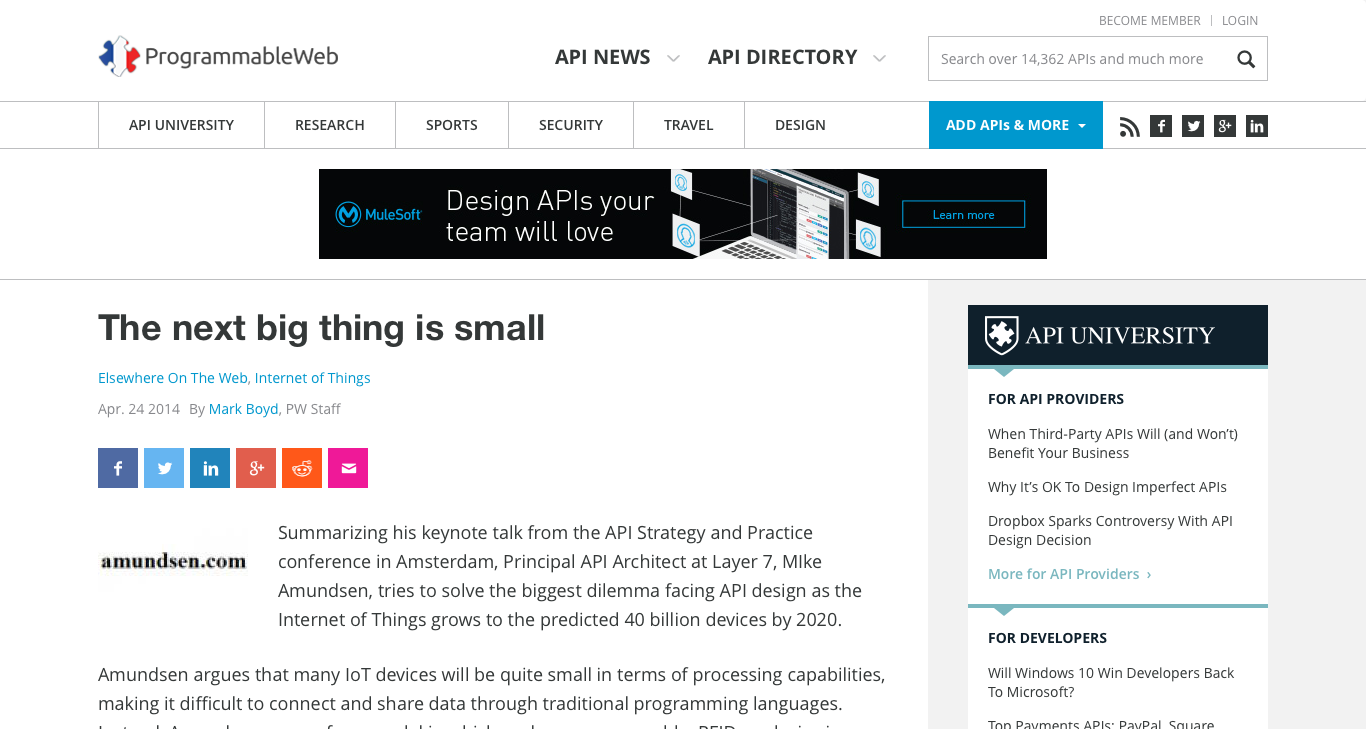 BECOME MEMBER | LOGIN
ProgrammableWeb
API NEWS
API DIRECTORY
Search over 14,362 APIs and much more
API UNIVERSITY
RESEARCH
SPORTS
SECURITY
TRAVEL
DESIGN
ADD APIs & MORE
MuleSoft
Design APIs your
team will love
Learn more
The next big thing is small
Elsewhere On The Web, Internet of Things
Apr. 24 2014 By Mark Boyd, PW Staff
amundsen.com
Summarizing his keynote talk from the API Strategy and Practice
conference in Amsterdam, Principal API Architect at Layer 7, MIke
Amundsen, tries to solve the biggest dilemma facing API design as the
Internet of Things grows to the predicted 40 billion devices by 2020.
Amundsen argues that many IoT devices will be quite small in terms of processing capabilities,
making it difficult to connect and share data through traditional programming languages.
API UNIVERSITY
FOR API PROVIDERS
When Third-Party APIs Will (and Won't)
Benefit Your Business
Why It's OK To Design Imperfect APIs
Dropbox Sparks Controversy With API
Design Decision
More for API Providers ›
FOR DEVELOPERS
Will Windows 10 Win Developers Back
To Microsoft?
Top Payments APIs: PayPal, Square,